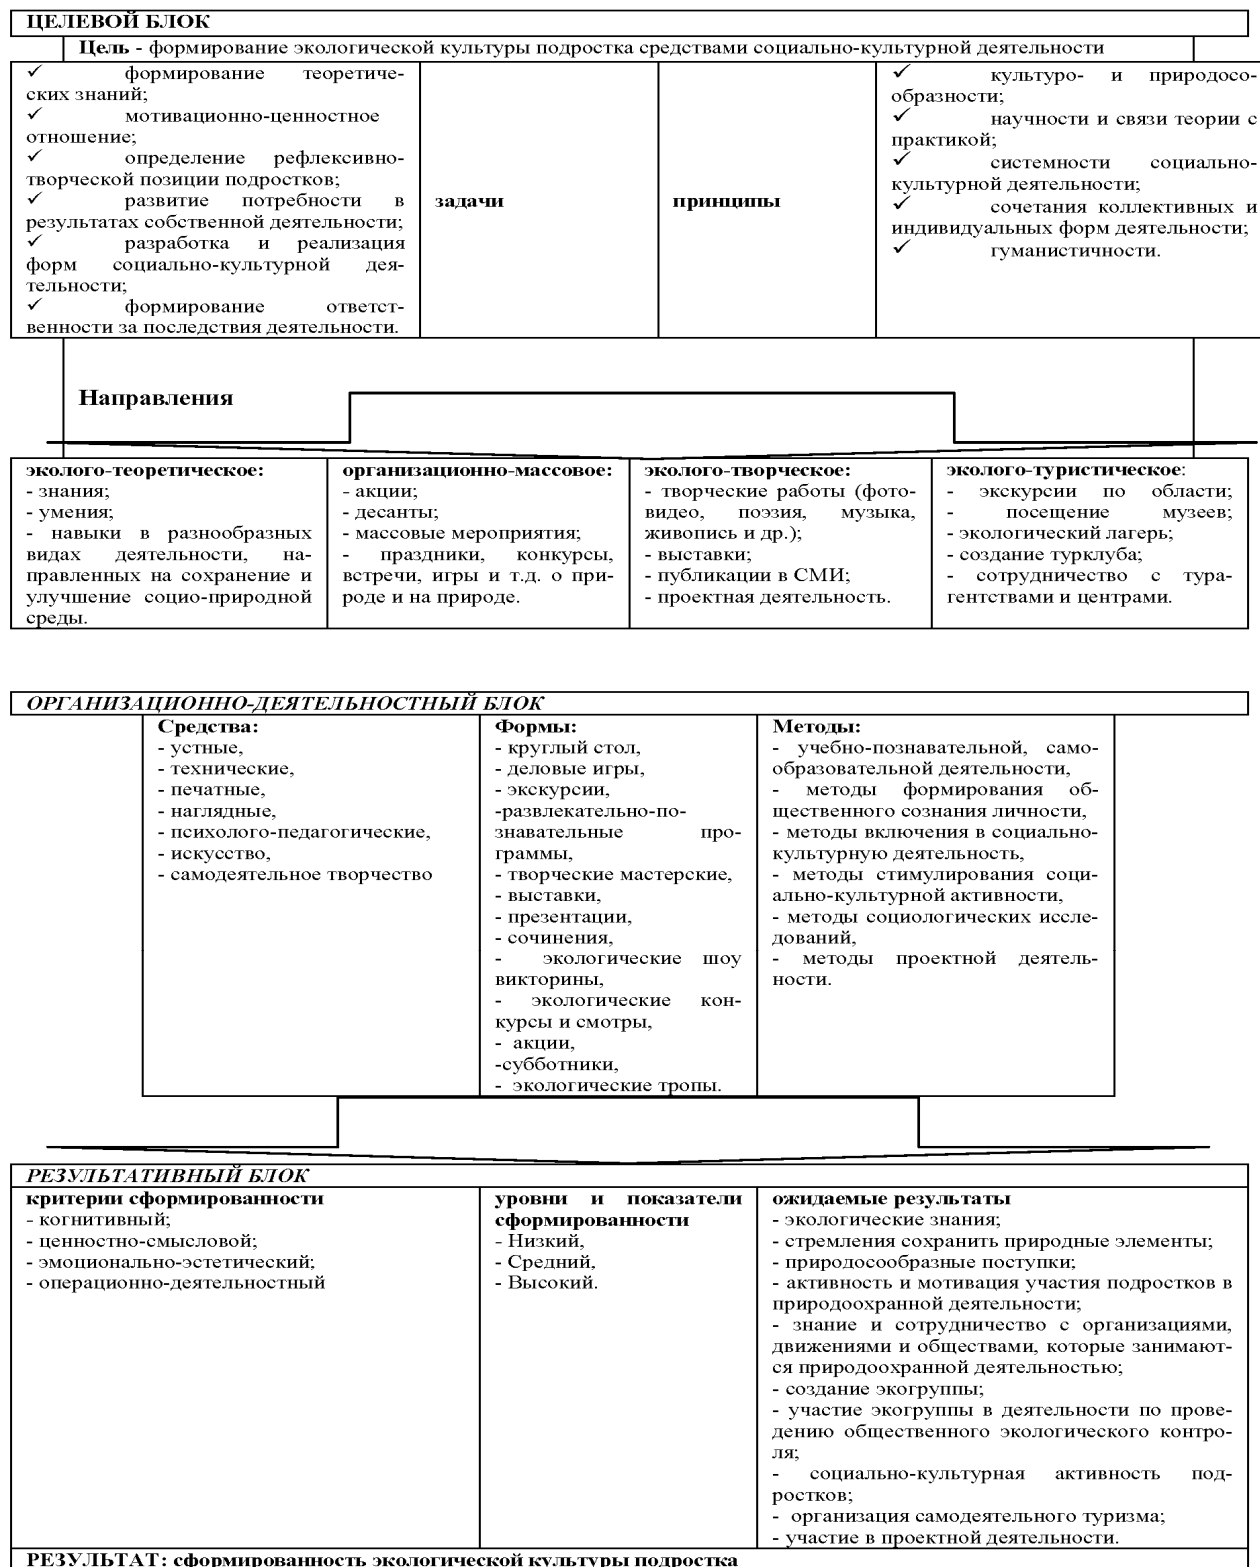 ЦЕЛЕВОЙ БЛОК
Цель - формирование экологической культуры подростка средствами социально-культурной деятельности
✓ формирование теоретиче-
ских знаний;
✓ мотивационно-ценностное
отношение;
✓ определение рефлексивно-
творческой позиции подростков;
✓ развитие потребности в
результатах собственной деятельности;
✓ разработка и реализация
форм социально-культурной дея-
тельности;
✓ формирование ответст-
венности за последствия деятельности.
задачи
принципы
✓ культуро- и природосо-
образности;
✓ научности и связи теории с
практикой;
✓ системности социально-
культурной деятельности;
✓ сочетания коллективных и
индивидуальных форм деятельности;
✓ гуманистичности.
Направления
эколого-теоретическое:
- знания;
- умения;
- навыки в разнообразных
видах деятельности, на-
правленных на сохранение и
улучшение социо-природной
среды.
организационно-массовое:
- акции;
- десанты;
- массовые мероприятия;
- праздники, конкурсы,
встречи, игры и т.д. о при-
роде и на природе.
эколого-творческое:
- творческие работы (фото-
видео, поэзия, музыка,
живопись и др.);
- выставки;
- публикации в СМИ;
- проектная деятельность.
эколого-туристическое:
- экскурсии по области;
- посещение музеев;
- экологический лагерь;
- создание турклуба;
- сотрудничество с тура-
гентствами и центрами.
ОРГАНИЗАЦИОННО-ДЕЯТЕЛЬНОСТНЫЙ БЛОК
Средства:
- устные,
- технические,
- печатные,
- наглядные,
- психолого-педагогические,
- искусство,
- самодеятельное творчество
Формы:
- круглый стол,
- деловые игры,
- экскурсии,
-развлекательно-по-
знавательные про-
граммы,
- творческие мастерские,
- выставки,
- презентации,
- сочинения,
- экологические шоу
викторины,
- экологические кон-
курсы и смотры,
- акции,
-субботники,
- экологические тропы.
Методы:
- учебно-познавательной, само-
образовательной деятельности,
- методы формирования об-
щественного сознания личности,
- методы включения в социально-
культурную деятельность,
- методы стимулирования соци-
ально-культурной активности,
- методы социологических иссле-
дований,
- методы проектной деятель-
ности.
РЕЗУЛЬТАТИВНЫЙ БЛОК
критерии сформированности
- когнитивный;
- ценностно-смысловой;
- эмоционально-эстетический;
- операционно-деятельностный
уровни и показатели
сформированности
- Низкий,
- Средний,
- Высокий.
ожидаемые результаты
- экологические знания;
- стремления сохранить природные элементы;
- природосообразные поступки;
- активность и мотивация участия подростков в
природоохранной деятельности;
- знание и сотрудничество с организациями,
движениями и обществами, которые занимают-
ся природоохранной деятельностью;
- создание экогруппы;
- участие экогруппы в деятельности по прове-
дению общественного экологического контро-
ля;
- социально-культурная активность под-
ростков;
- организация самодеятельного туризма;
- участие в проектной деятельности.
РЕЗУЛЬТАТ: сформированность экологической культуры подростка